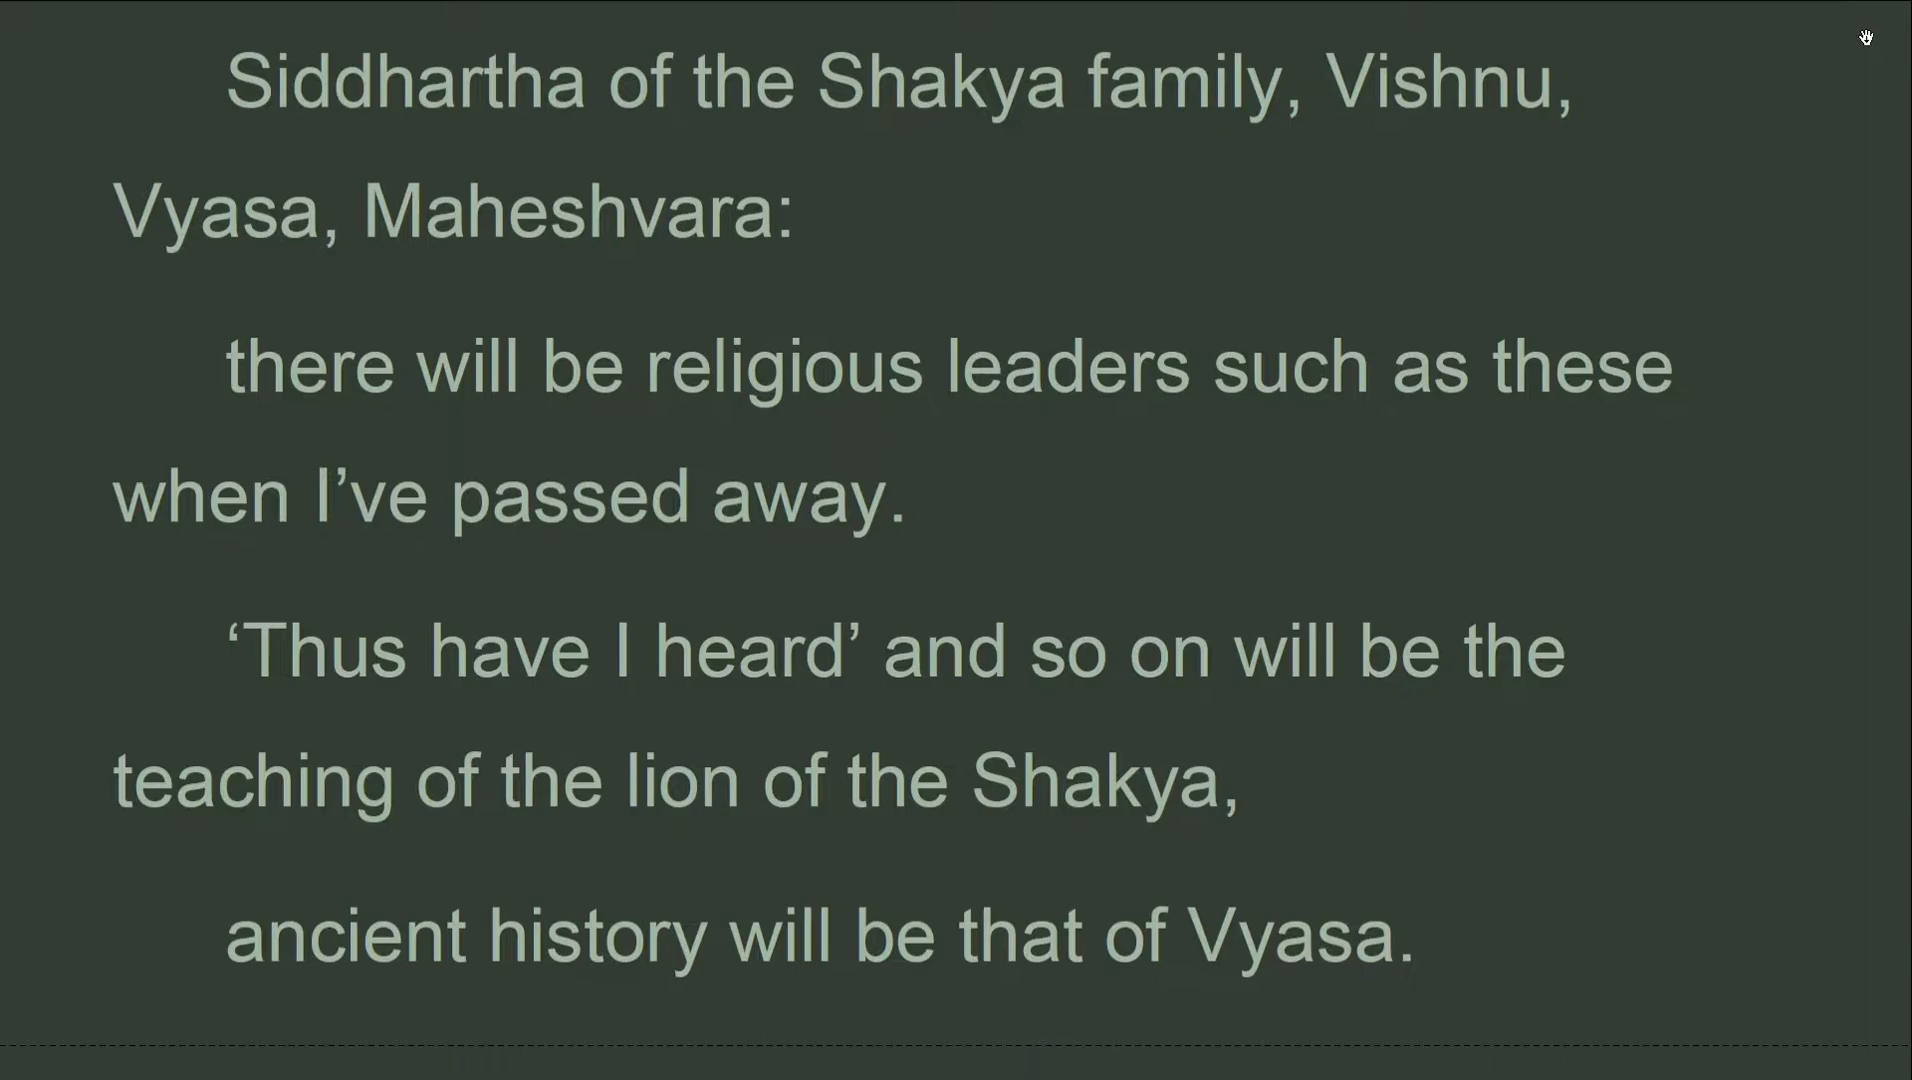 Siddhartha of the Shakya family, Vishnu,
Vyasa, Maheshvara:
there will be religious leaders such as these
when I’ve passed away.
‘Thus have I heard’ and so on will be the
teaching of the lion of the Shakya,
ancient history will be that of Vyasa.